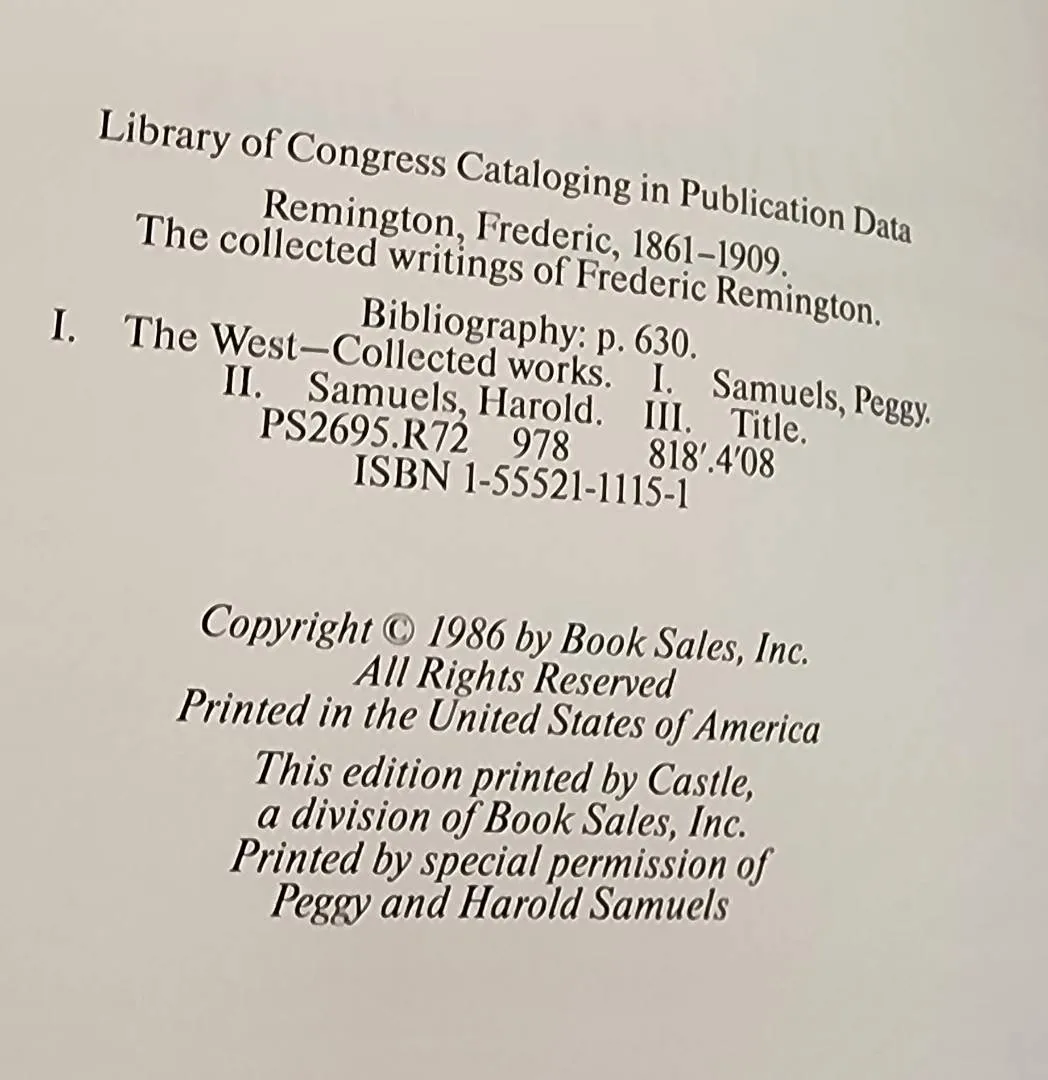 Library of Congress Cataloging in Publication Data
Remington, Frederic, 1861–1909.
The collected writings of Frederic Remington.
Bibliography: p. 630.
I. The West—Collected works. I. Samuels, Peggy.
II. Samuels, Harold. III. Title.
PS2695.R72 978 818′.4′08
ISBN 1-55521-1115-1
Copyright © 1986 by Book Sales, Inc.
All Rights Reserved
Printed in the United States of America
This edition printed by Castle,
a division of Book Sales, Inc.
Printed by special permission of
Peggy and Harold Samuels